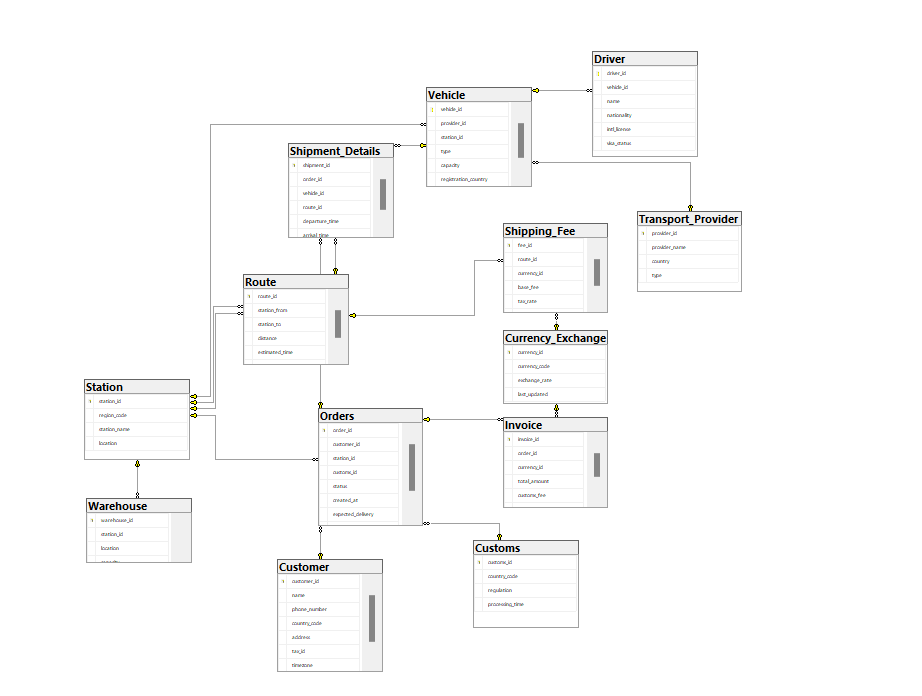 Driver
driver_id
vehicle_id
name
nationality
intl_license
visa_status
Vehicle
vehicle_id
provider_id
station_id
type
capacity
registration_country
Shipment_Details
shipment_id
order_id
vehicle_id
route_id
departure_time
arrival_time
Transport_Provider
provider_id
provider_name
country
type
Shipping_Fee
fee_id
route_id
currency_id
base_fee
tax_rate
Route
route_id
station_from
station_to
distance
estimated_time
Currency_Exchange
currency_id
currency_code
exchange_rate
last_updated
Station
station_id
region_code
station_name
location
Orders
order_id
customer_id
station_id
customs_id
status
created_at
expected_delivery
Invoice
invoice_id
order_id
currency_id
total_amount
customs_fee
Warehouse
warehouse_id
station_id
location
Customs
customs_id
country_code
regulation
processing_time
Customer
customer_id
name
phone_number
country_code
address
tax_id
timezone